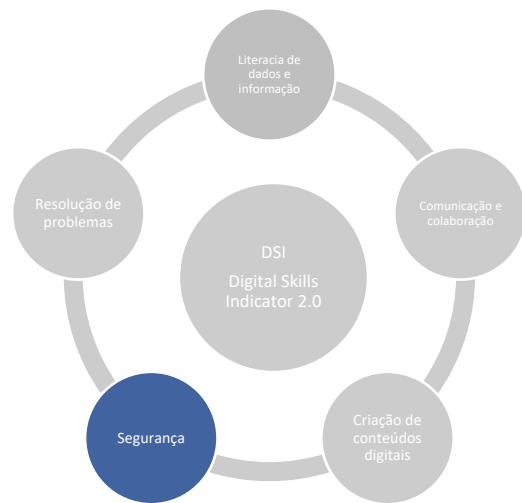 Literacia de
dados e
informação
Comunicação e
colaboração
Criação de
conteúdos
digitais
Segurança
Resolução de
problemas
DSI
Digital Skills
Indicator 2.0